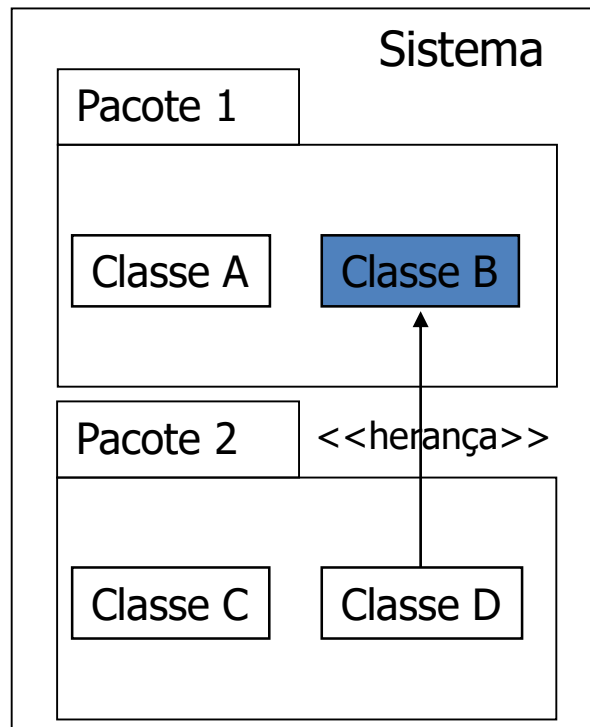 Sistema
Pacote 1
Classe A
Classe B
Pacote 2
<<herança>>
Classe C
Classe D